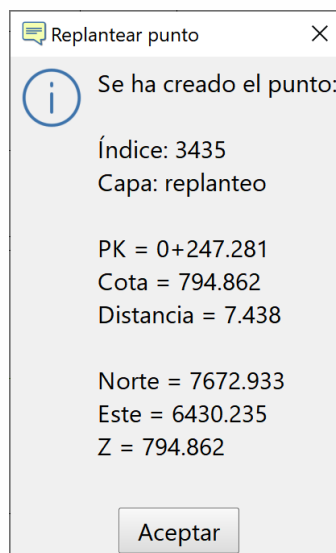 Replantear punto
Se ha creado el punto:
Índice: 3435
Capa: replanteo
PK = 0+247.281
Cota = 794.862
Distancia = 7.438
Norte = 7672.933
Este = 6430.235
Z = 794.862
Aceptar